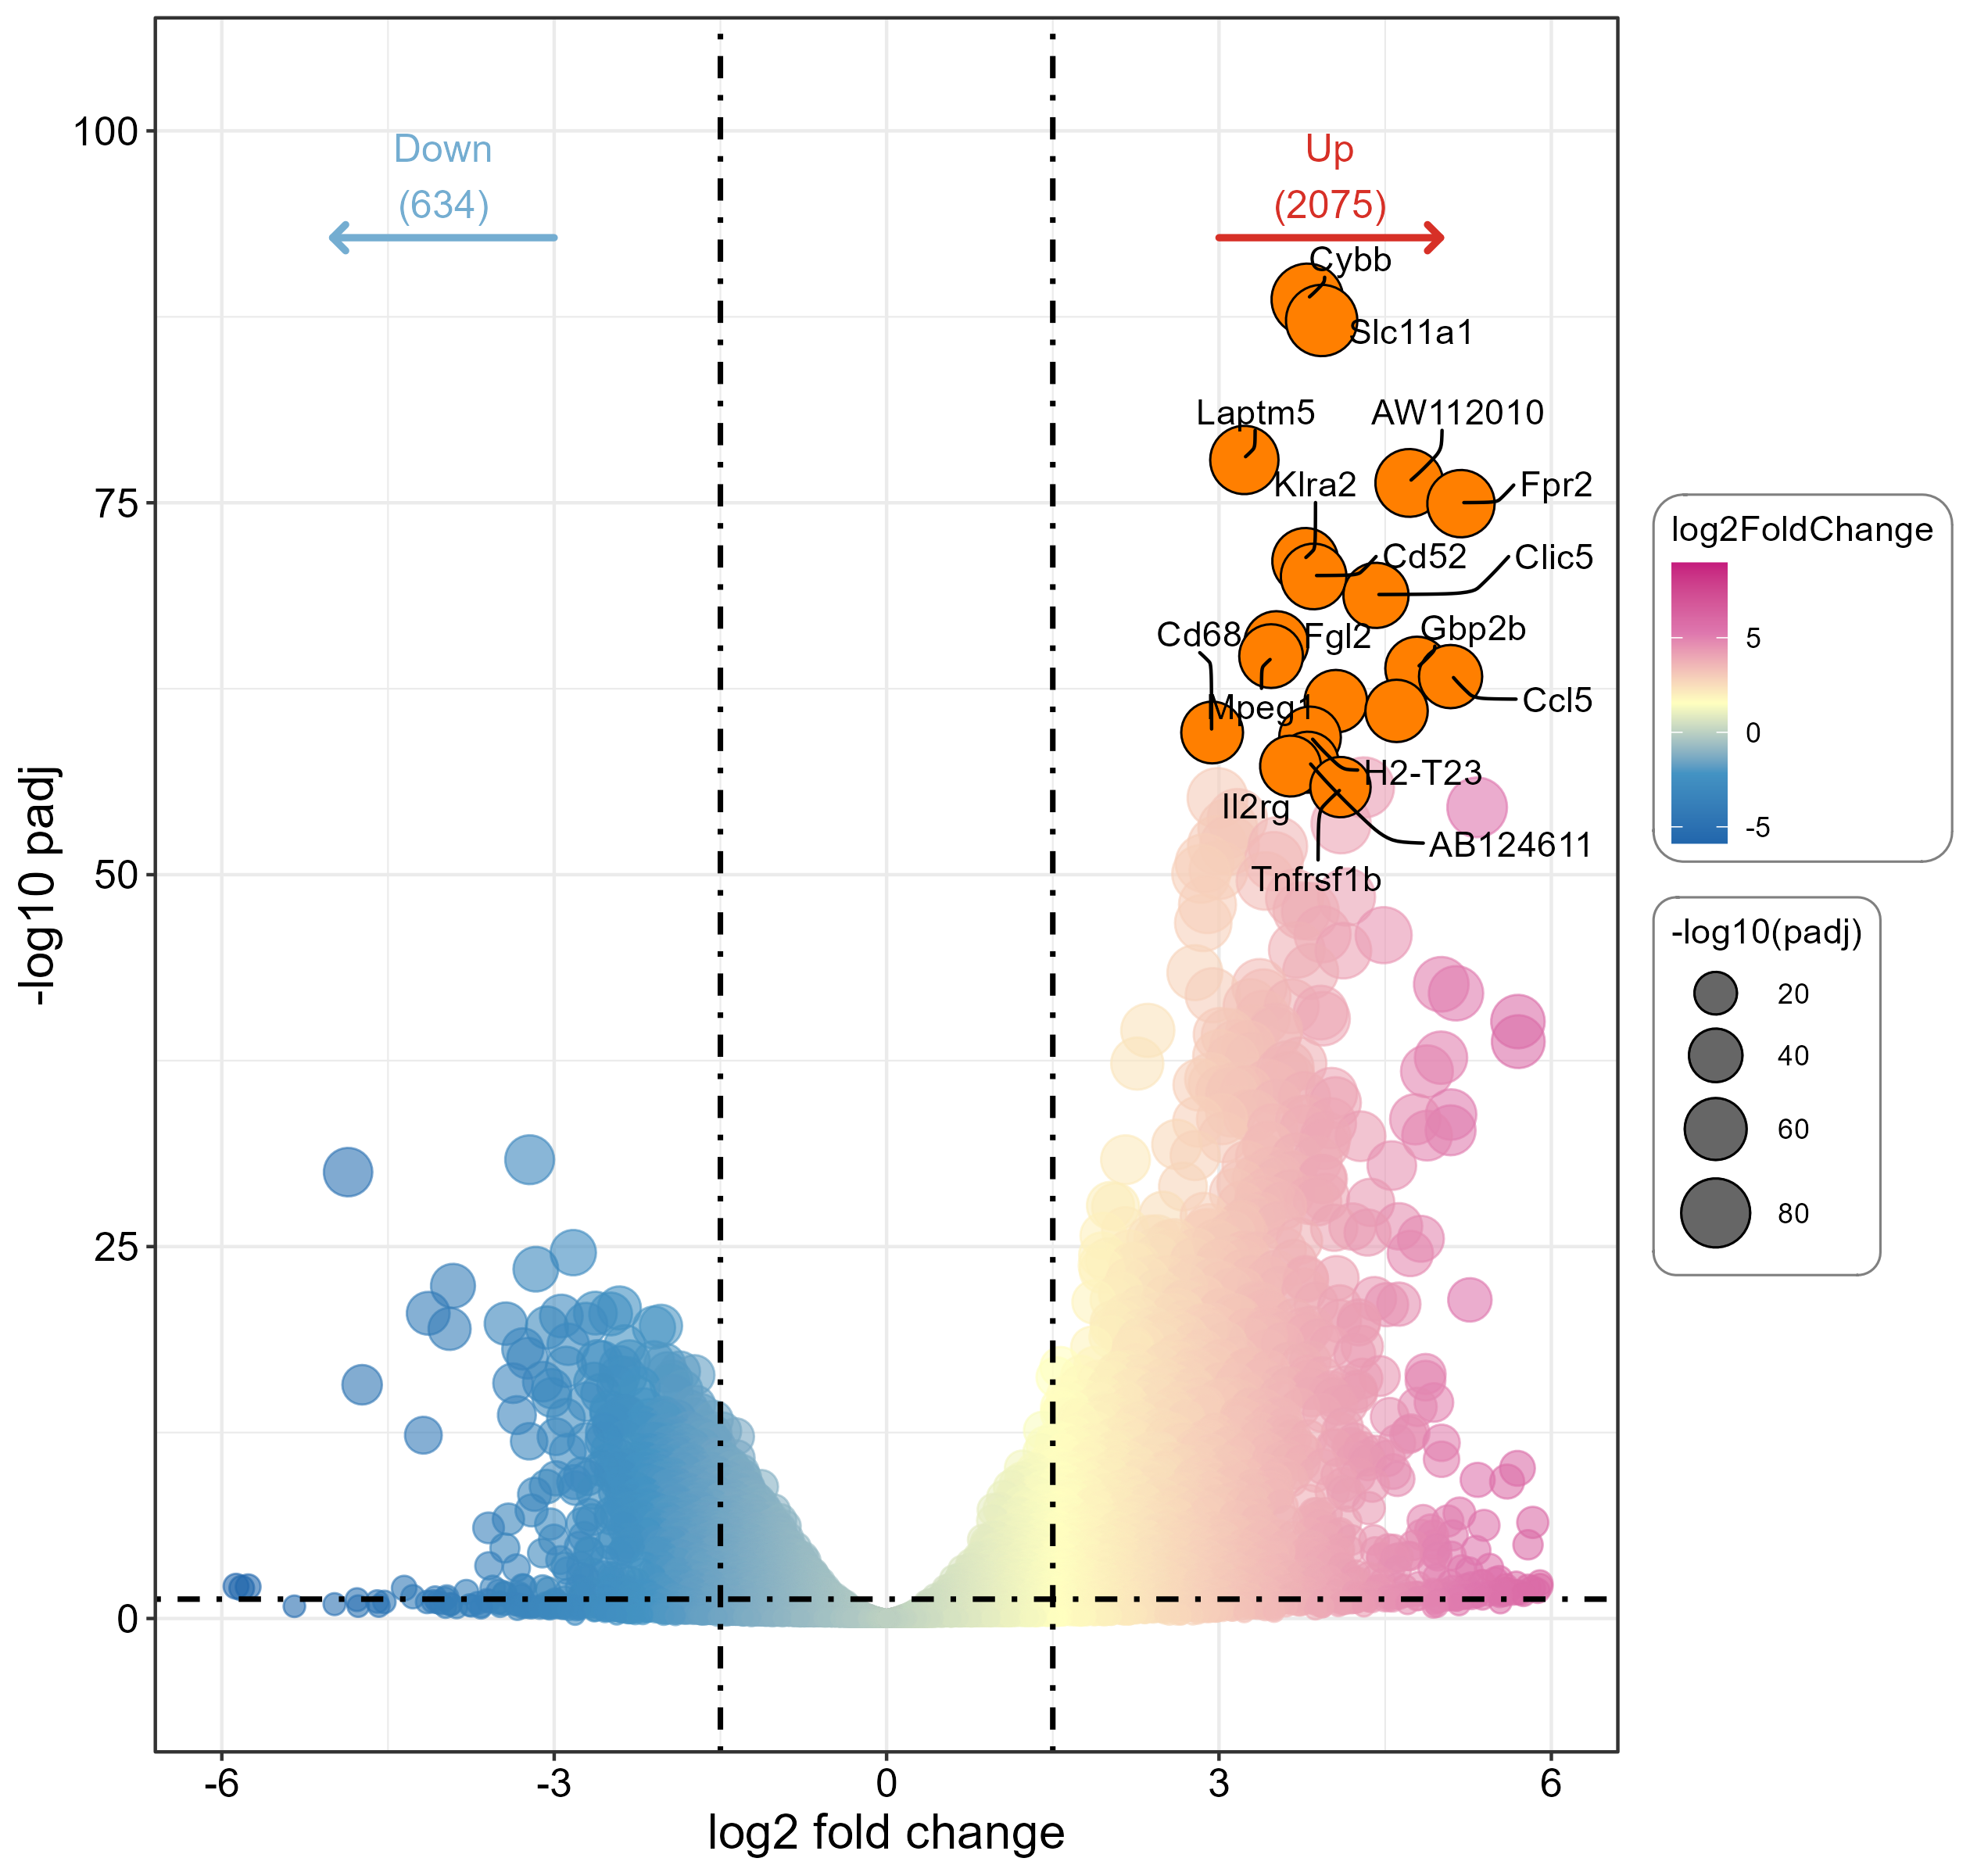 100
75
50
25
0
-log10 padj
-6
-3
0
3
6
log2 fold change
Down
(634)
Up
(2075)
Cybb
Slc11a1
Laptm5
AW112010
Klra2
Fpr2
Cd52
Clic5
Cd68
Fgl2
Gbp2b
Mpeg1
Ccl5
H2-T23
Il2rg
AB124611
Tnfrsf1b
log2FoldChange
5
0
-5
-log10(padj)
20
40
60
80